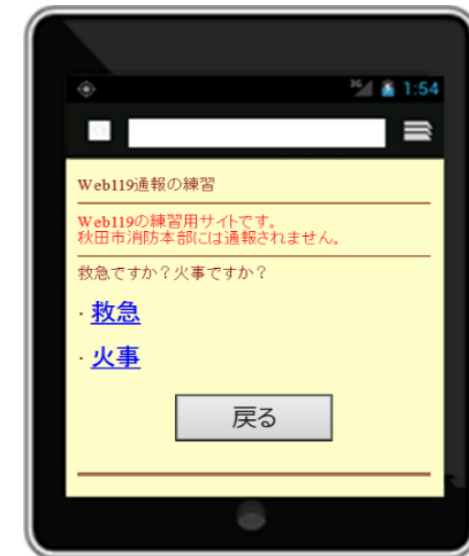 3G 1:54
Web119通報の練習
Web119の練習用サイトです。
秋田市消防本部には通報されません。
救急ですか？火事ですか？
・救急
・火事
戻る